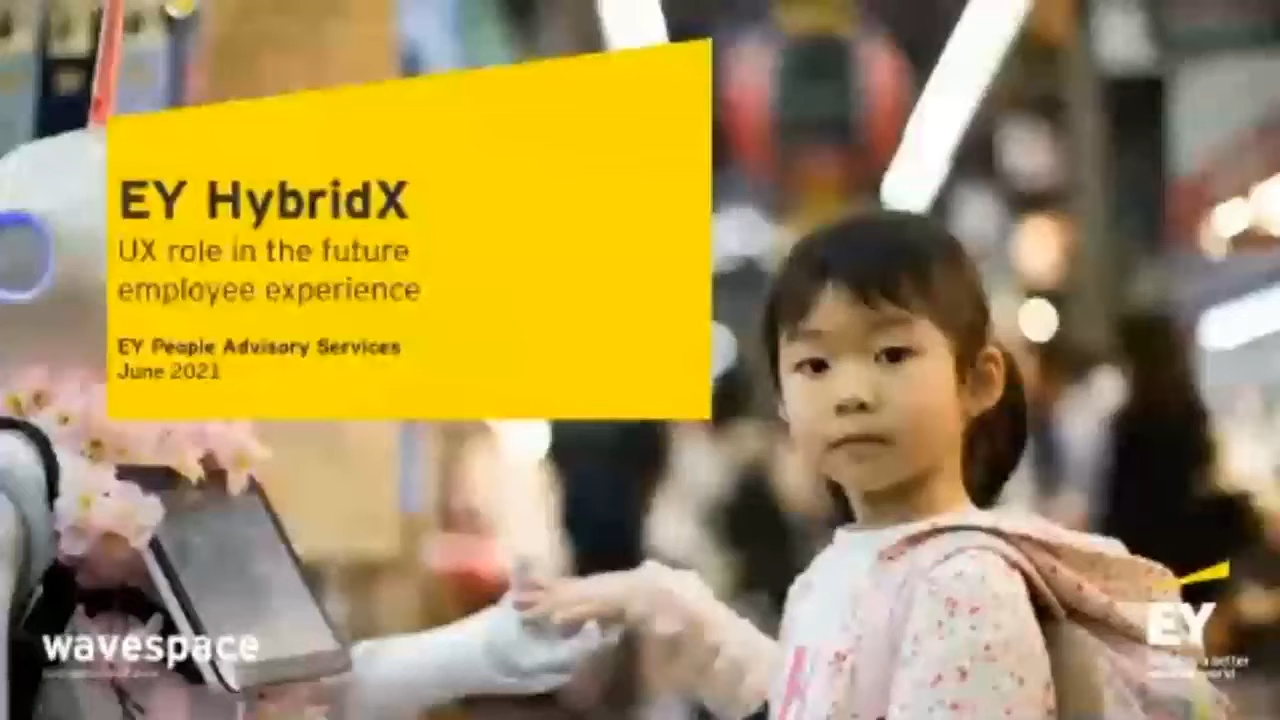 EY HybridX
UX role in the future
employee experience
EY People Advisory Services
June 2021
wavespace
EY